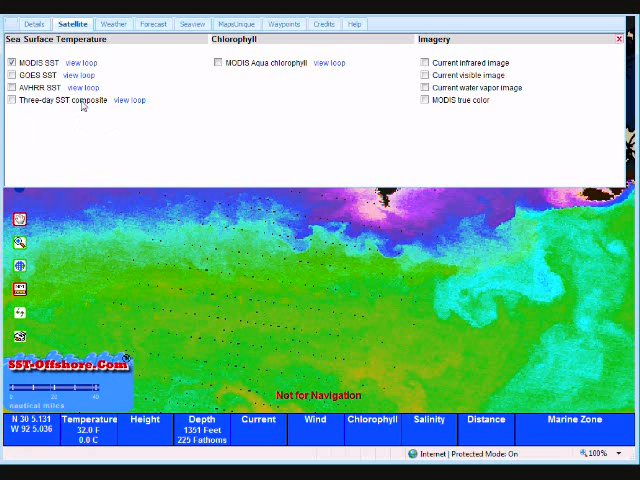 Details Satellite Weather Forecast Seaview MapsUnique Waypoints Credits Help
Sea Surface Temperature Chlorophyll Imagery
MODIS SST view loop MODIS Aqua chlorophyll view loop Current infrared image
GOES SST view loop Current visible image
AVHRR SST view loop Current water vapor image
Three-day SST composite view loop MODIS true color
SST-Offshore.Com
0 20 40
nautical miles
Not for Navigation
N 30 5.131 Temperature Height Depth Current Wind Chlorophyll Salinity Distance Marine Zone
W 92 5.036 32.0 F 1351 Feet
0.0 C 225 Fathoms
Internet | Protected Mode: On 100%